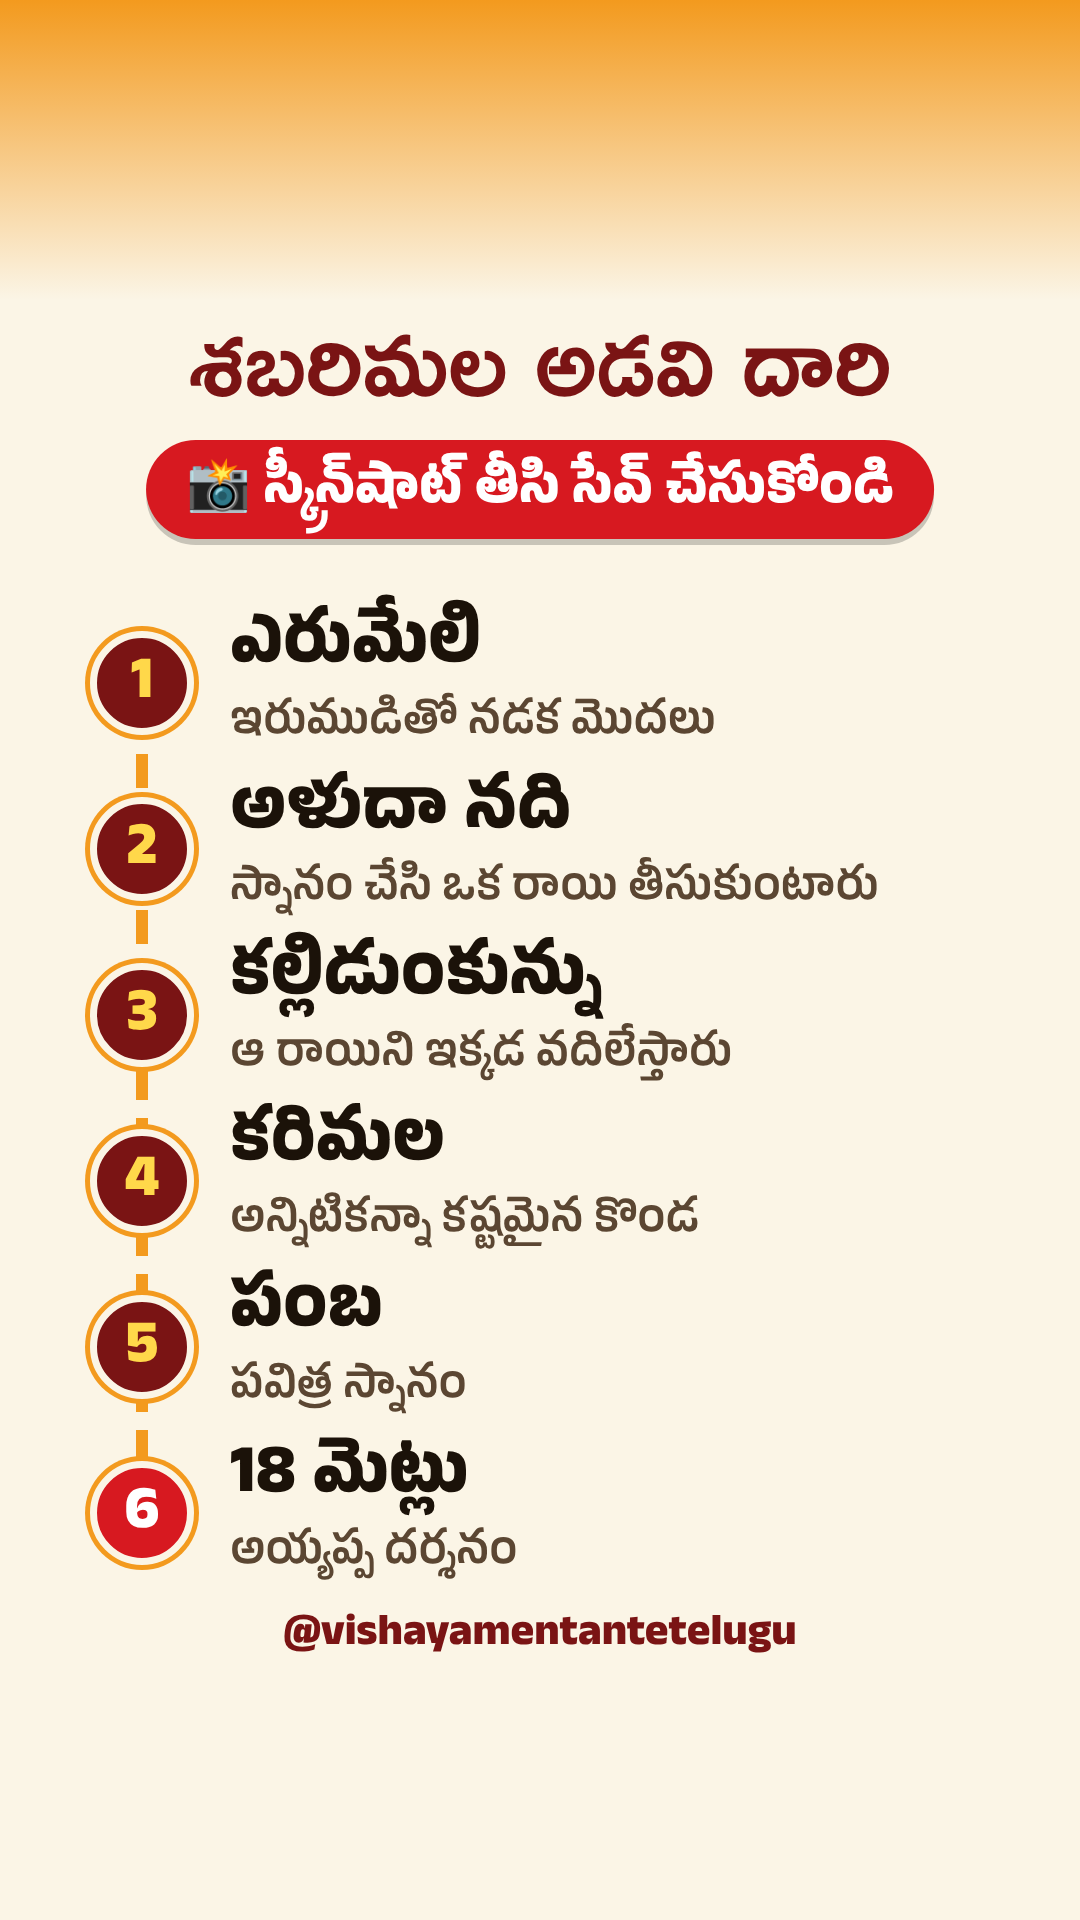 శబరిమల అడవి దారి
📸 స్క్రీన్‌షాట్ తీసి సేవ్ చేసుకోండి
1
ఎరుమేలి
ఇరుముడితో నడక మొదలు
2
అళుదా నది
స్నానం చేసి ఒక రాయి తీసుకుంటారు
3
కల్లిడుంకున్ను
ఆ రాయిని ఇక్కడ వదిలేస్తారు
4
కరిమల
అన్నిటికన్నా కష్టమైన కొండ
5
పంబ
పవిత్ర స్నానం
6
18 మెట్లు
అయ్యప్ప దర్శనం
@vishayamentantetelugu